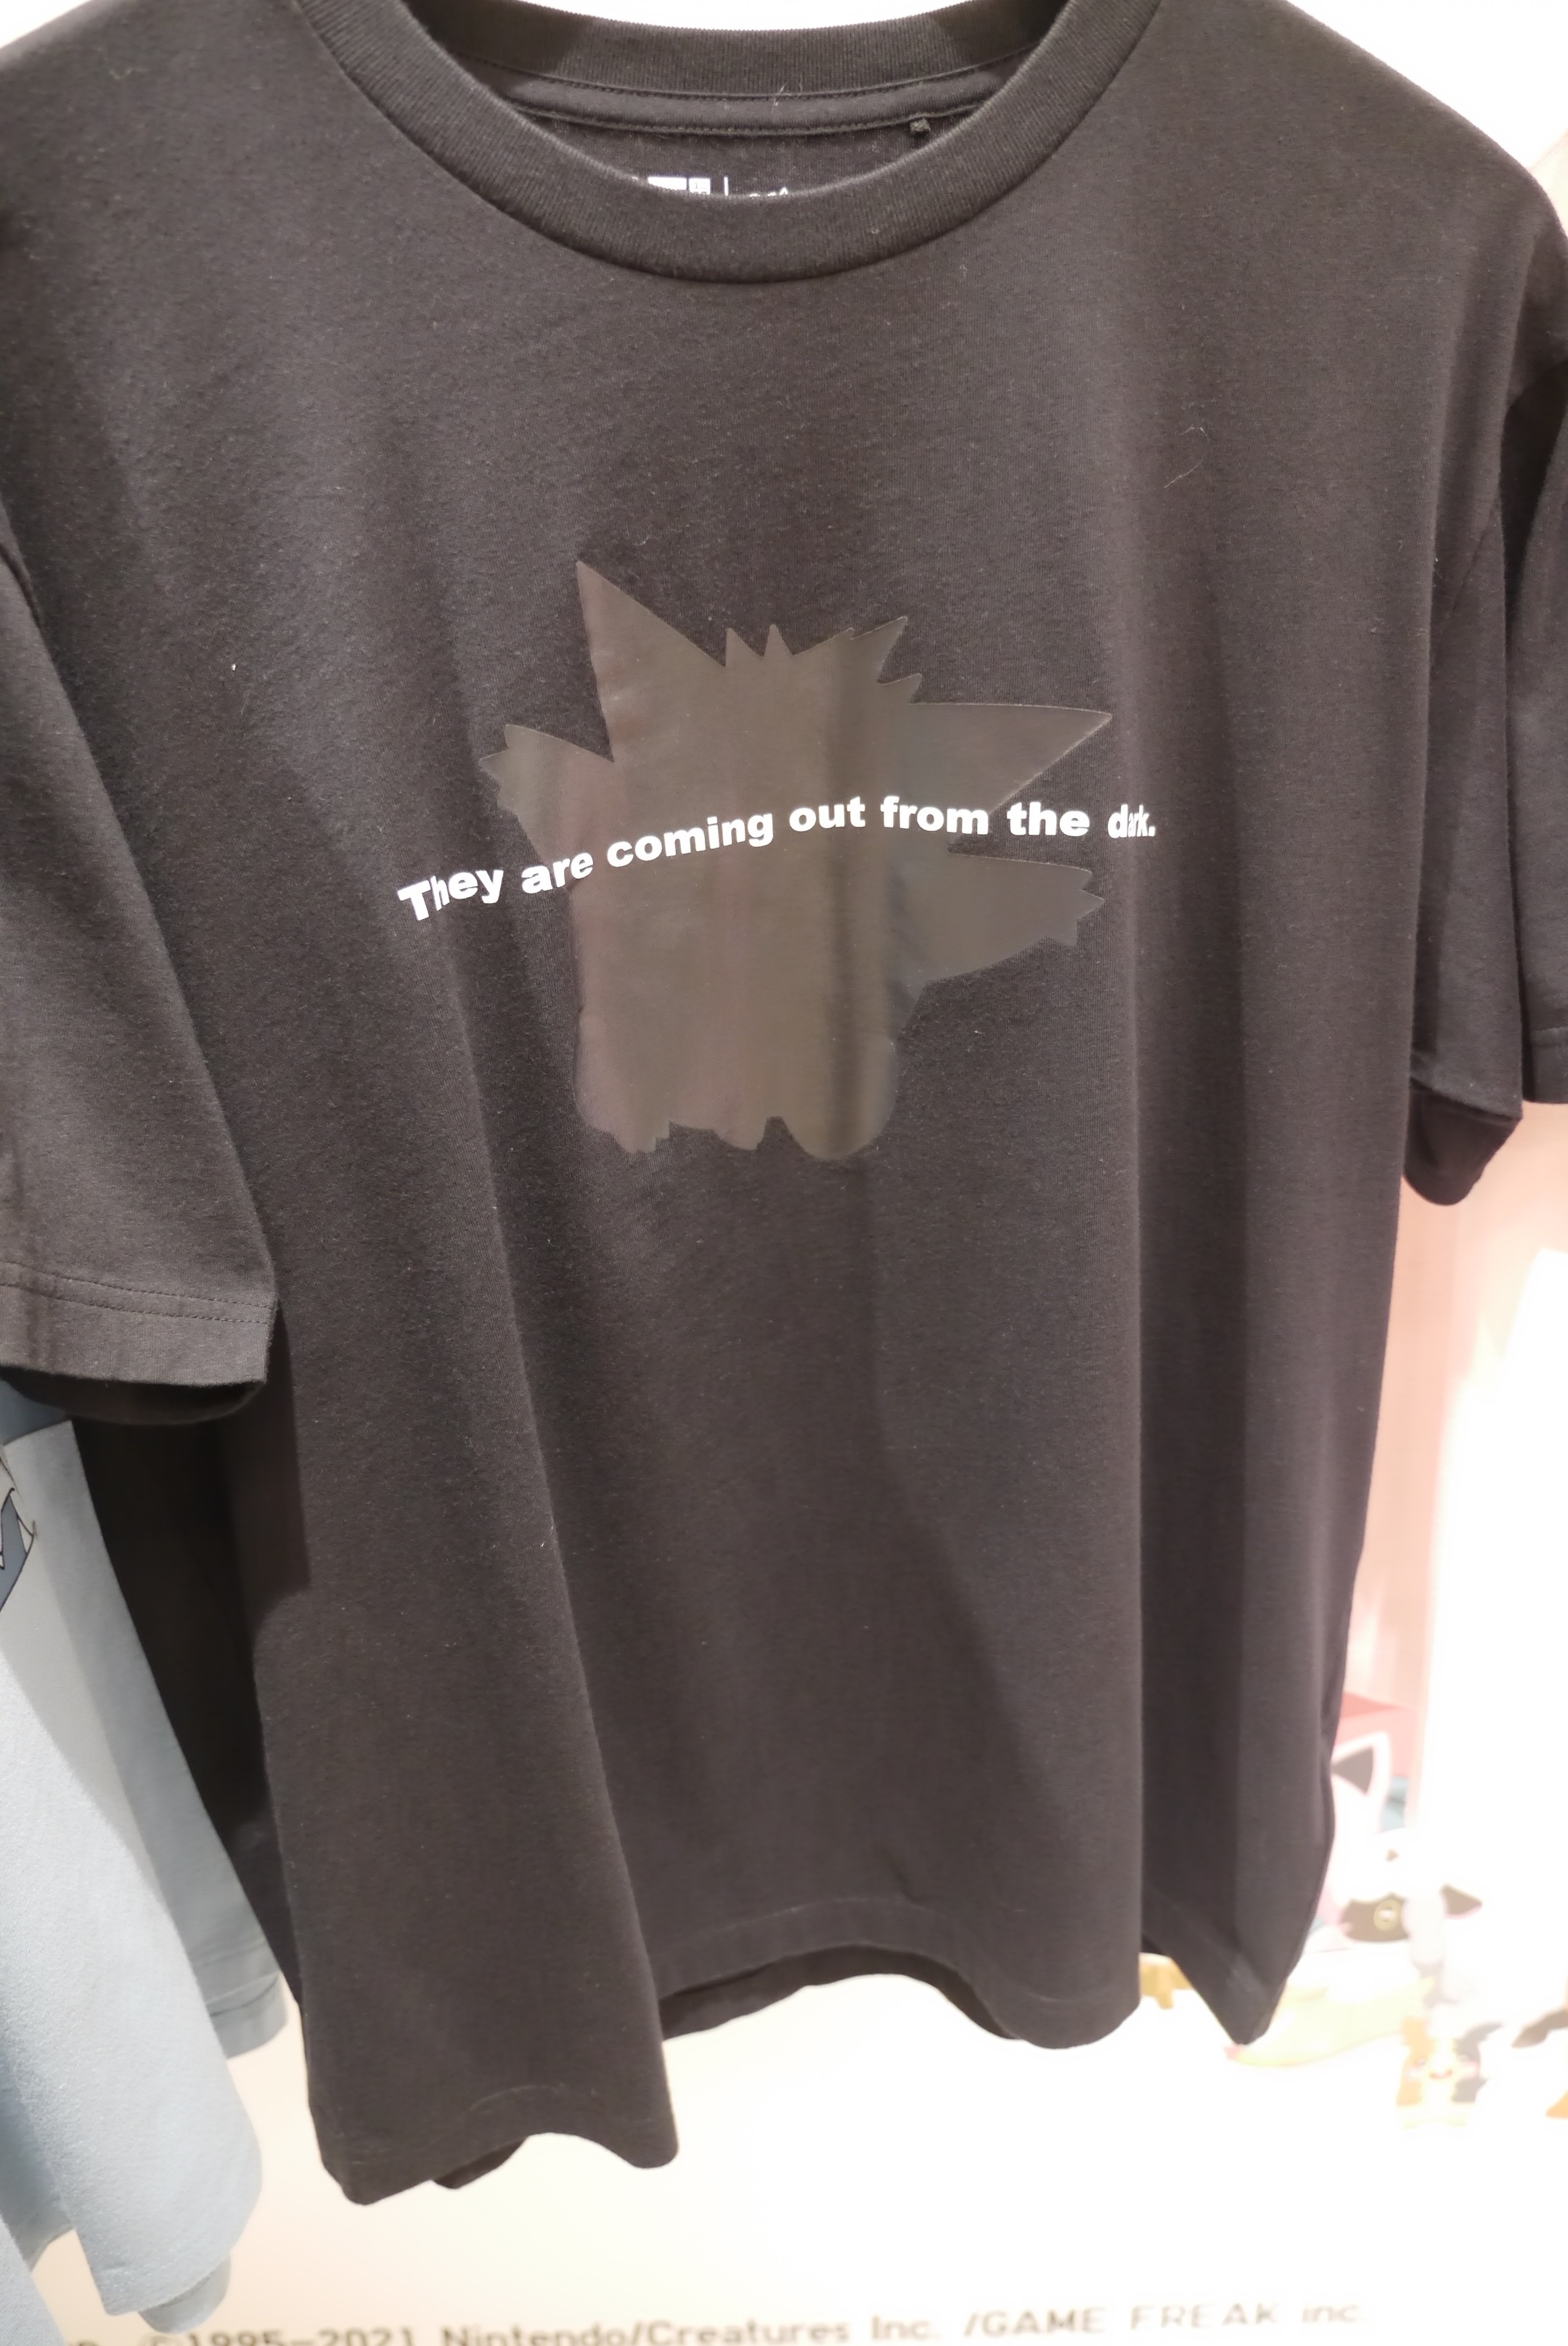 They are coming out from the dark.
©1995–2021 Nintendo/Creatures Inc. /GAME FREAK inc.